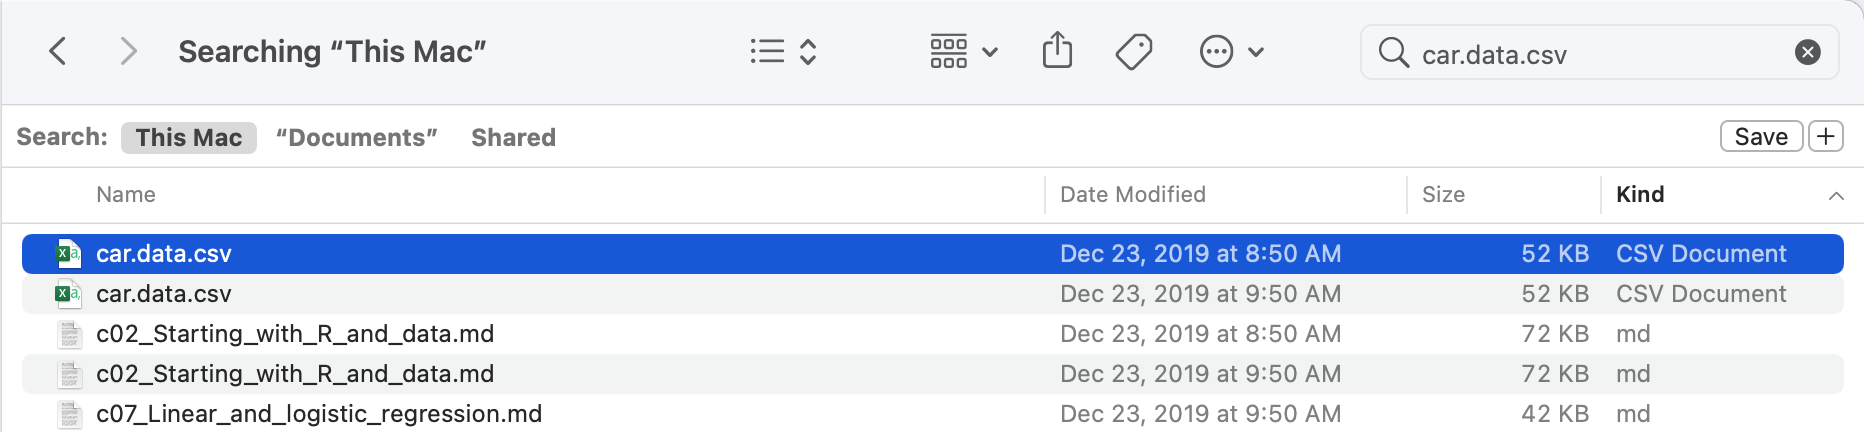 Searching “This Mac”
car.data.csv
Search: This Mac “Documents” Shared Save +
Name Date Modified Size Kind
car.data.csv Dec 23, 2019 at 8:50 AM 52 KB CSV Document
car.data.csv Dec 23, 2019 at 9:50 AM 52 KB CSV Document
c02_Starting_with_R_and_data.md Dec 23, 2019 at 8:50 AM 72 KB md
c02_Starting_with_R_and_data.md Dec 23, 2019 at 9:50 AM 72 KB md
c07_Linear_and_logistic_regression.md Dec 23, 2019 at 9:50 AM 42 KB md